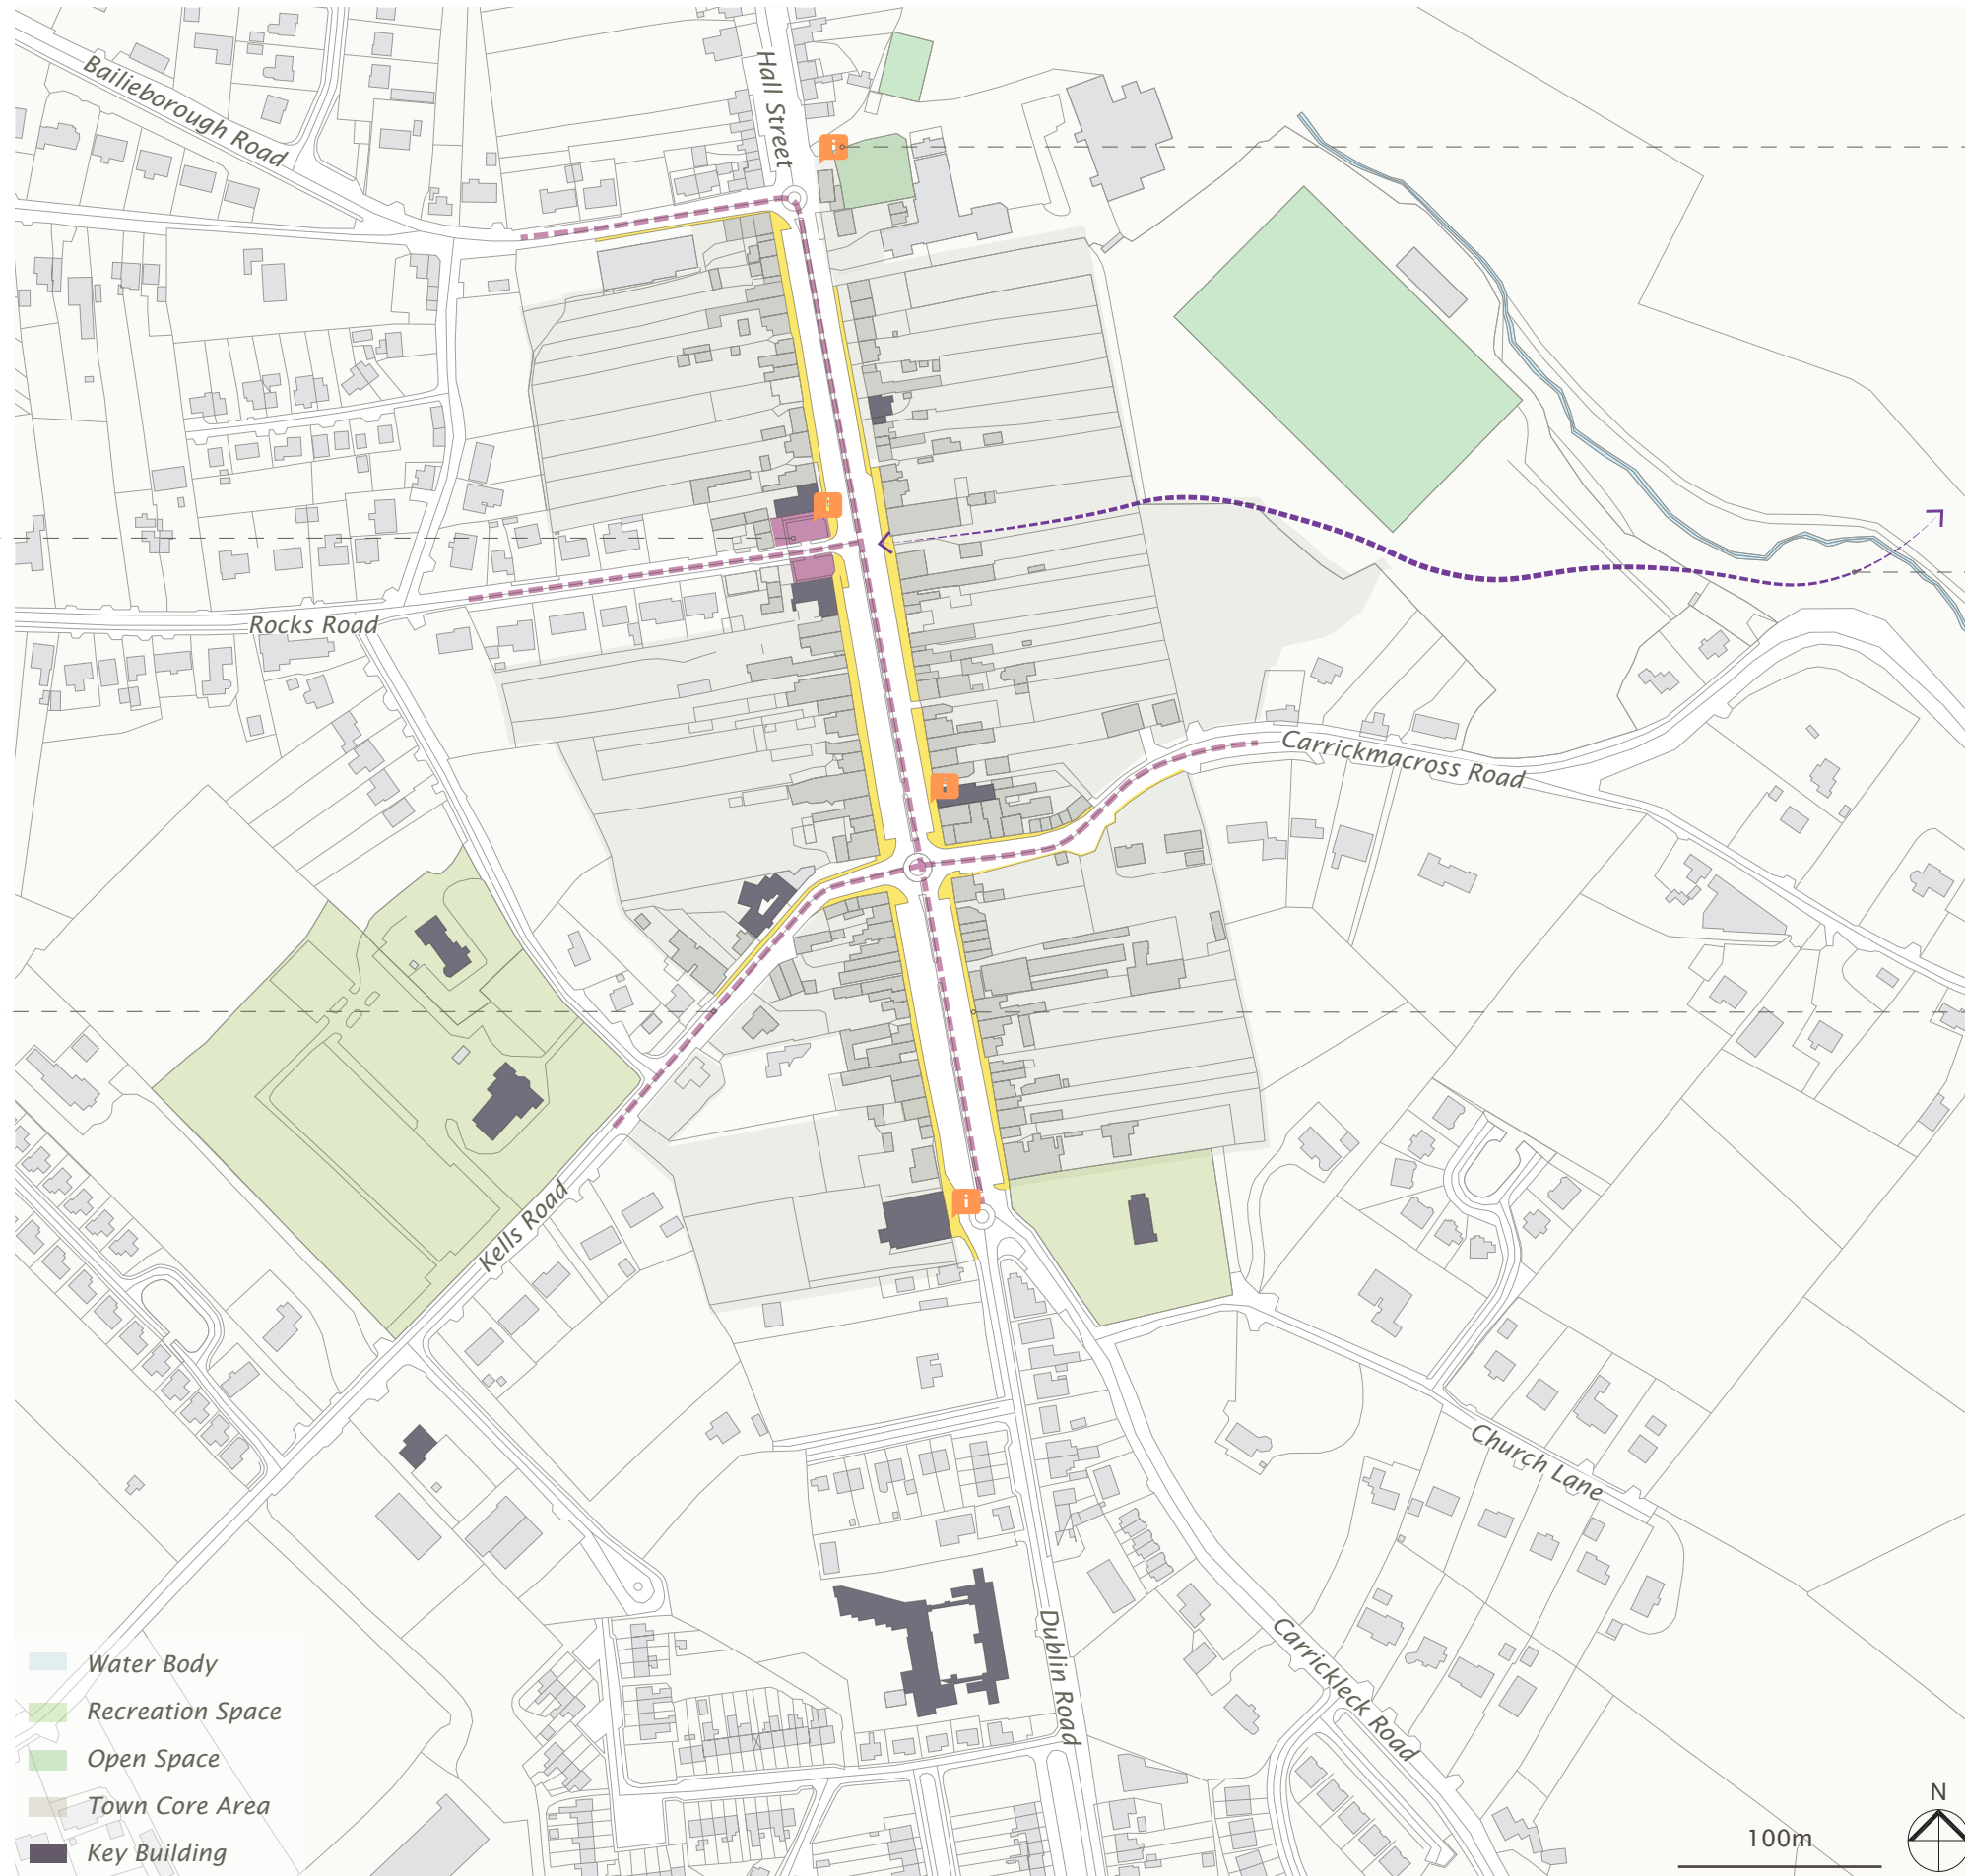 Hall Street
Bailieborough Road
i
i
Rocks Road
Carrickmacross Road
i
i
Kells Road
Church Lane
Dublin Road
Carrickleck Road
Water Body
Recreation Space
Open Space
Town Core Area
Key Building
N
100m